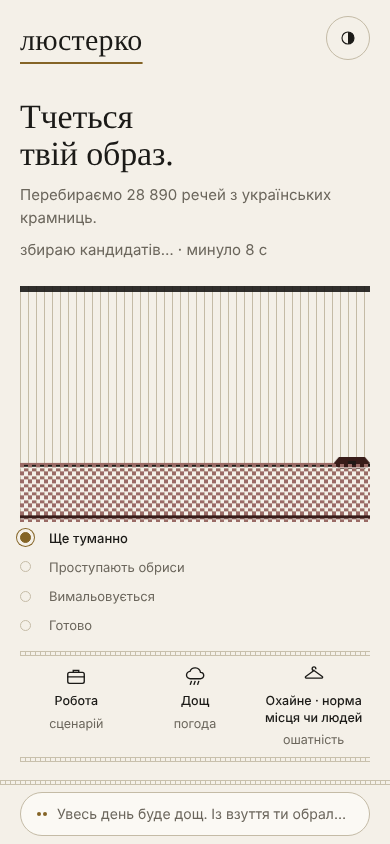 люстерко
Тчеться
твій образ.
Перебираємо 28 890 речей з українських
крамниць.
збираю кандидатів... · минуло 8 с
Ще туманно
Проступають обриси
Вимальовується
Готово
Робота
сценарій
Дощ
погода
Охайне · норма
місця чи людей
ошатність
Увесь день буде дощ. Із взуття ти обрал...